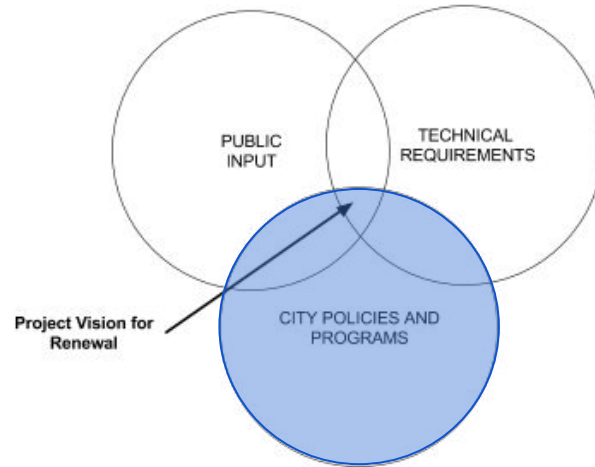 PUBLIC
INPUT
TECHNICAL
REQUIREMENTS
Project Vision for
Renewal
CITY POLICIES AND
PROGRAMS